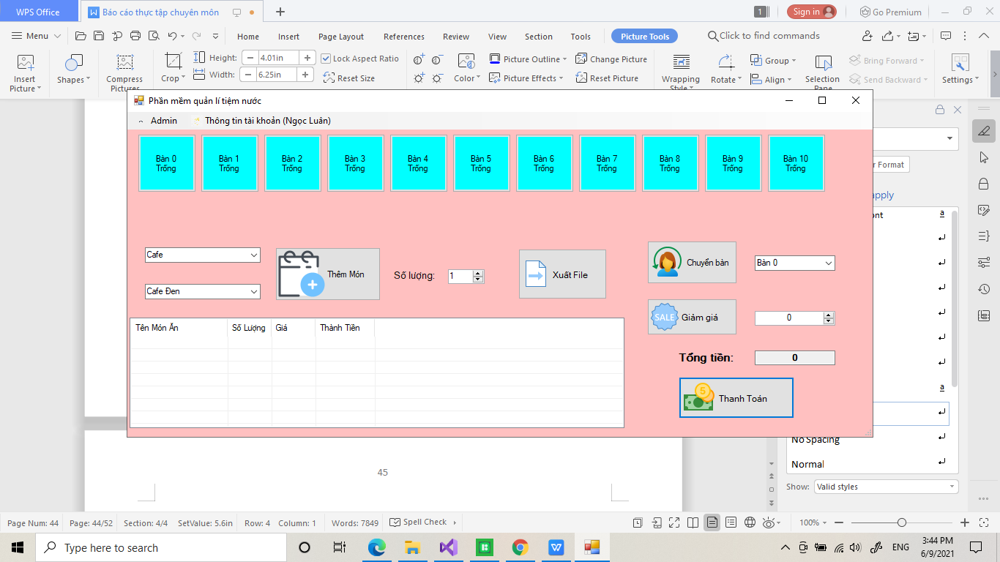 WPS Office
Báo cáo thực tập chuyên môn
1
Sign in
Go Premium
Menu
Home
Insert
Page Layout
References
Review
View
Section
Tools
Picture Tools
Click to find commands
Insert Picture
Shapes
Compress Pictures
Crop
Height: 4.01in
Width: 6.25in
Lock Aspect Ratio
Reset Size
Color
Picture Outline
Picture Effects
Change Picture
Reset Picture
Wrapping Style
Rotate
Group
Align
Selection Pane
Bring Forward
Send Backward
Settings
Phần mềm quản lí tiệm nước
Admin
Thông tin tài khoản (Ngọc Luân)
Bàn 0
Trống
Bàn 1
Trống
Bàn 2
Trống
Bàn 3
Trống
Bàn 4
Trống
Bàn 5
Trống
Bàn 6
Trống
Bàn 7
Trống
Bàn 8
Trống
Bàn 9
Trống
Bàn 10
Trống
r Format
apply
ont
a
Cafe
Cafe Đen
Thêm Món
Số lượng:
1
Xuất File
Chuyển bàn
Bàn 0
SALE
Giảm giá
0
Tổng tiền:
0
5
Thanh Toán
Tên Món Ăn
Số Lượng
Giá
Thành Tiền
a
No Spacing
Normal
Show: Valid styles
45
Page Num: 44
Page: 44/52
Section: 4/4
SetValue: 5.6in
Row: 4
Column: 1
Words: 7849
Spell Check
100%
Type here to search
ENG
3:44 PM
6/9/2021